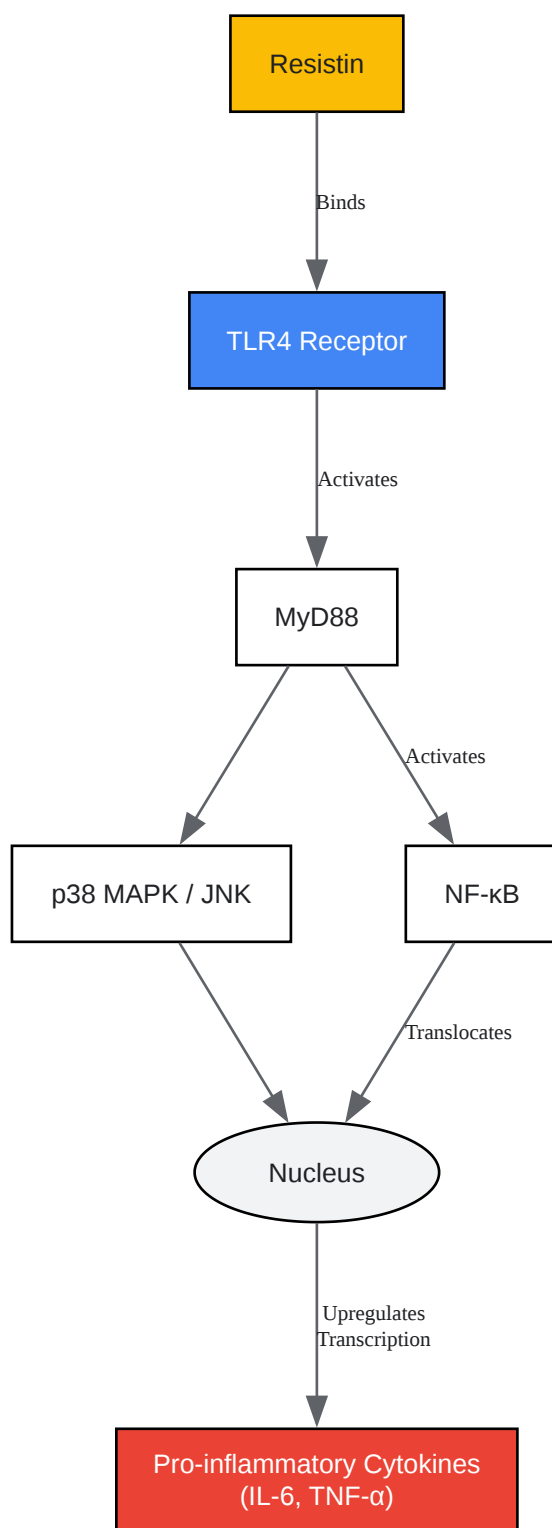 Resistin
Binds
TLR4 Receptor
Activates
MyD88
Activates
p38 MAPK / JNK
NF-κB
Translocates
Nucleus
Upregulates
Transcription
Pro-inflammatory Cytokines
(IL-6, TNF-α)